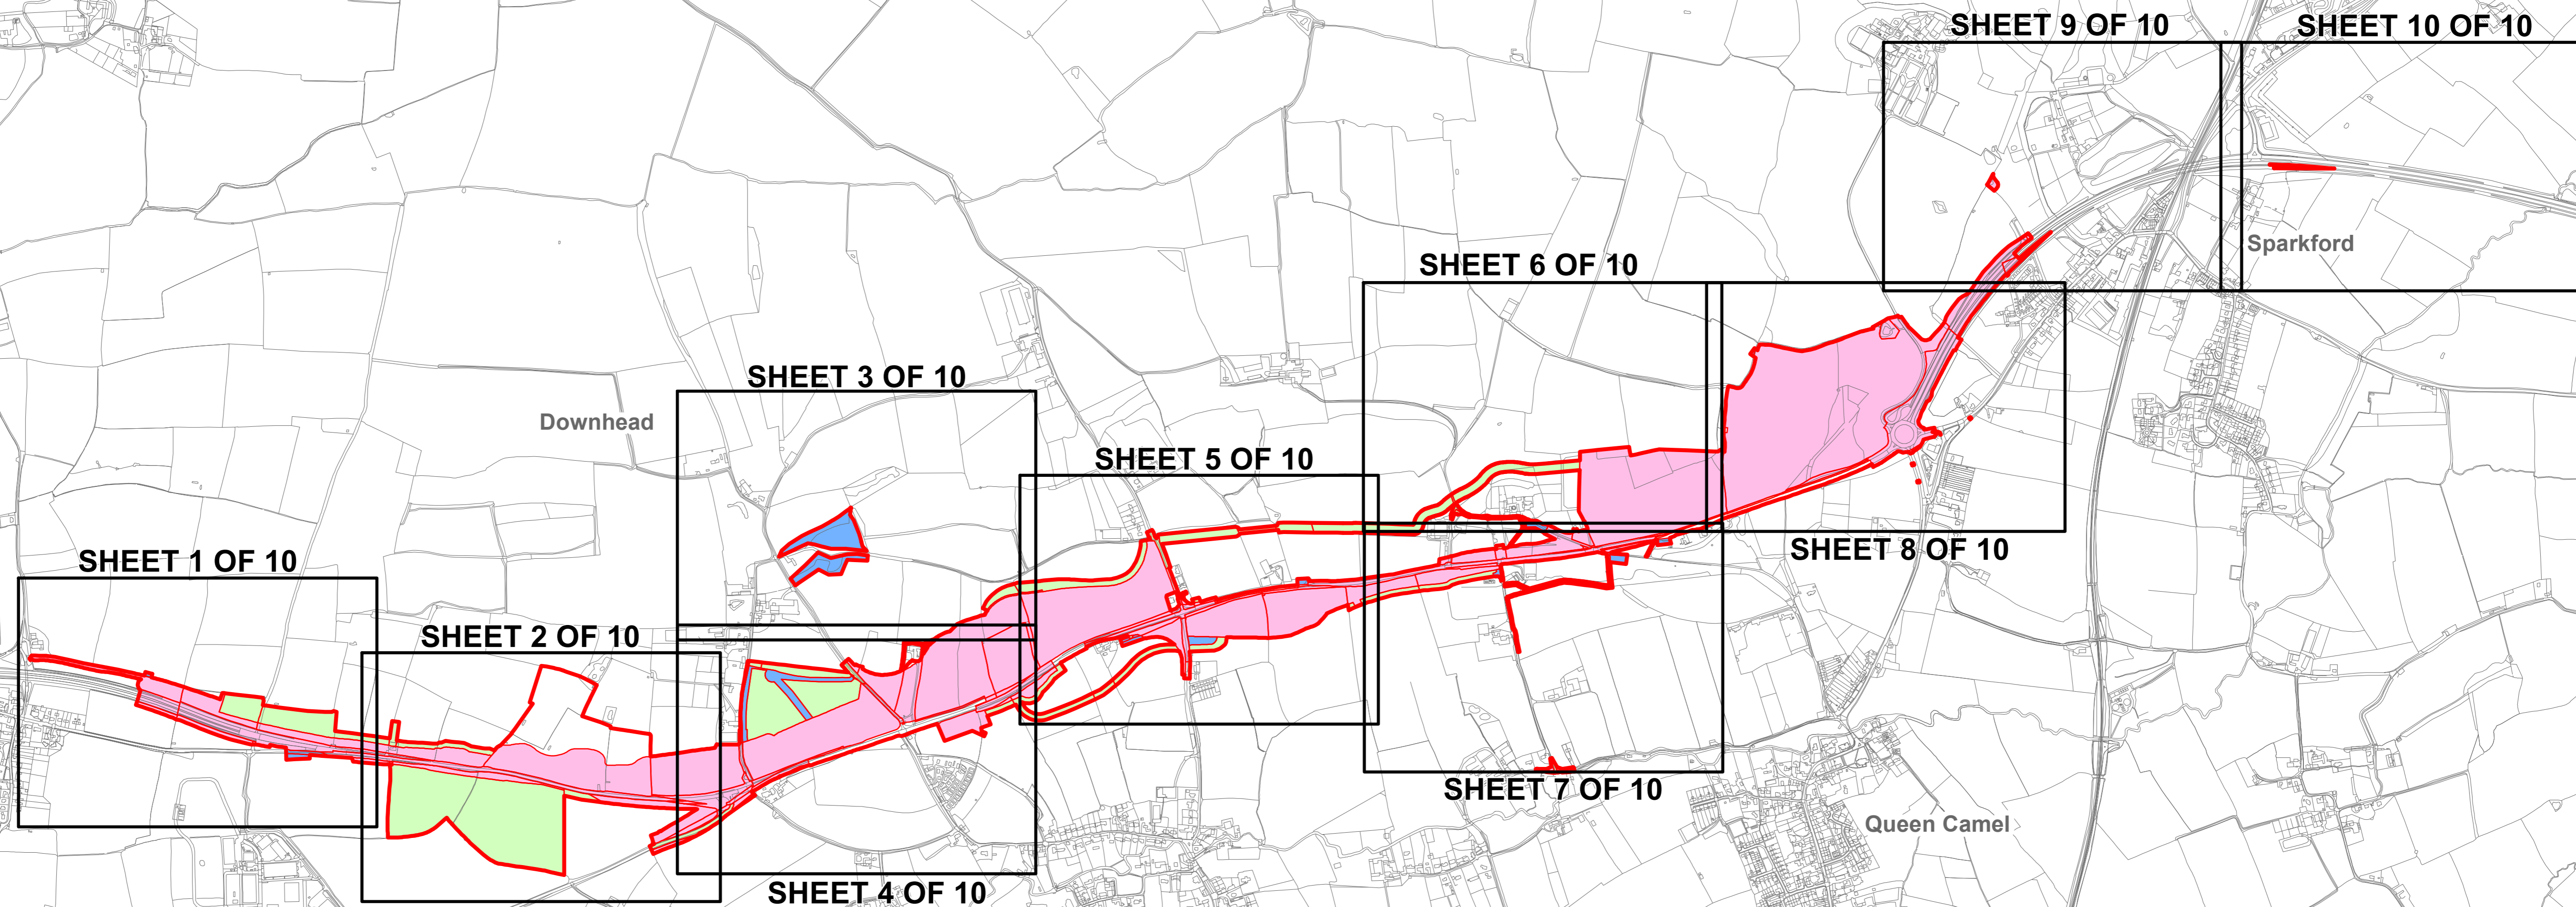 SHEET 9 OF 10
SHEET 10 OF 10
Sparkford
SHEET 6 OF 10
SHEET 3 OF 10
Downhead
SHEET 5 OF 10
SHEET 8 OF 10
SHEET 1 OF 10
SHEET 2 OF 10
SHEET 7 OF 10
Queen Camel
SHEET 4 OF 10